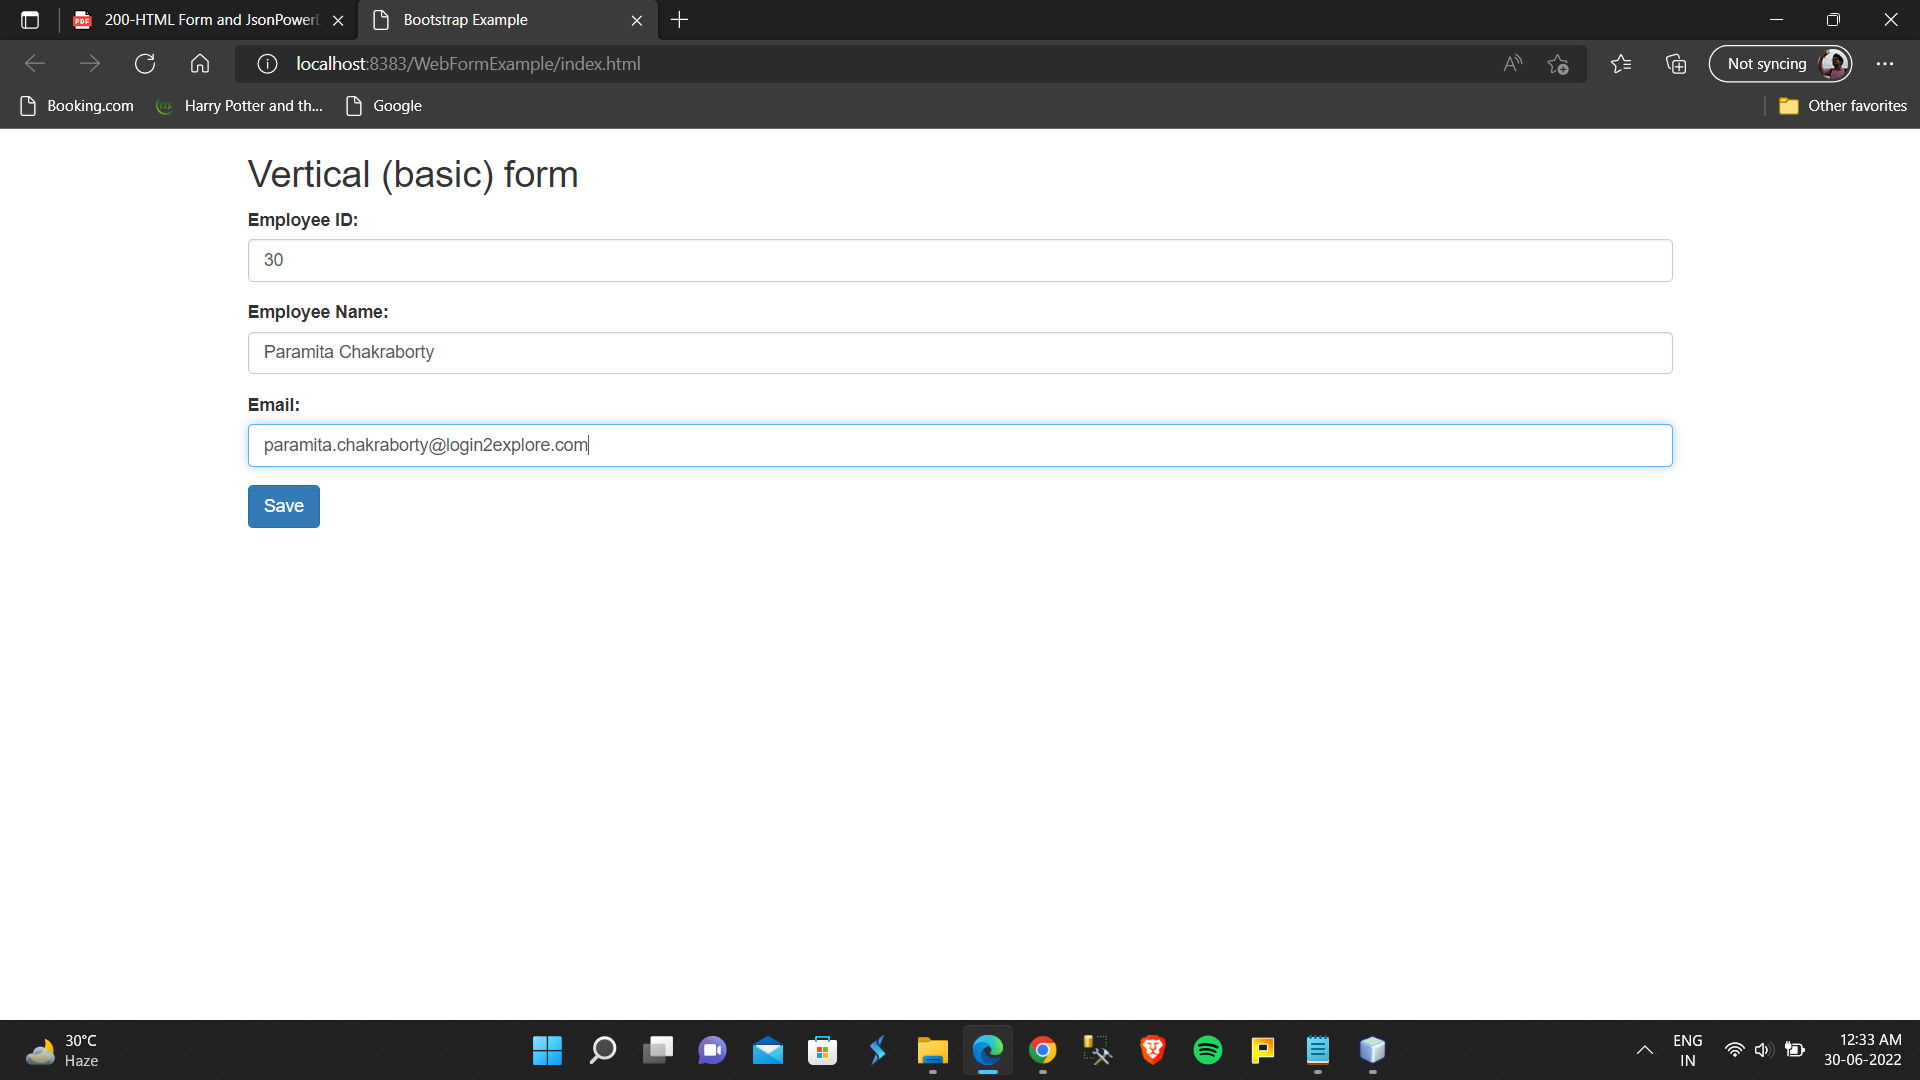 200-HTML Form and JsonPower
Bootstrap Example
localhost:8383/WebFormExample/index.html
Not syncing
Booking.com
Harry Potter and th...
Google
Other favorites
Vertical (basic) form
Employee ID:
30
Employee Name:
Paramita Chakraborty
Email:
paramita.chakraborty@login2explore.com
Save
30°C
Haze
ENG
IN
12:33 AM
30-06-2022